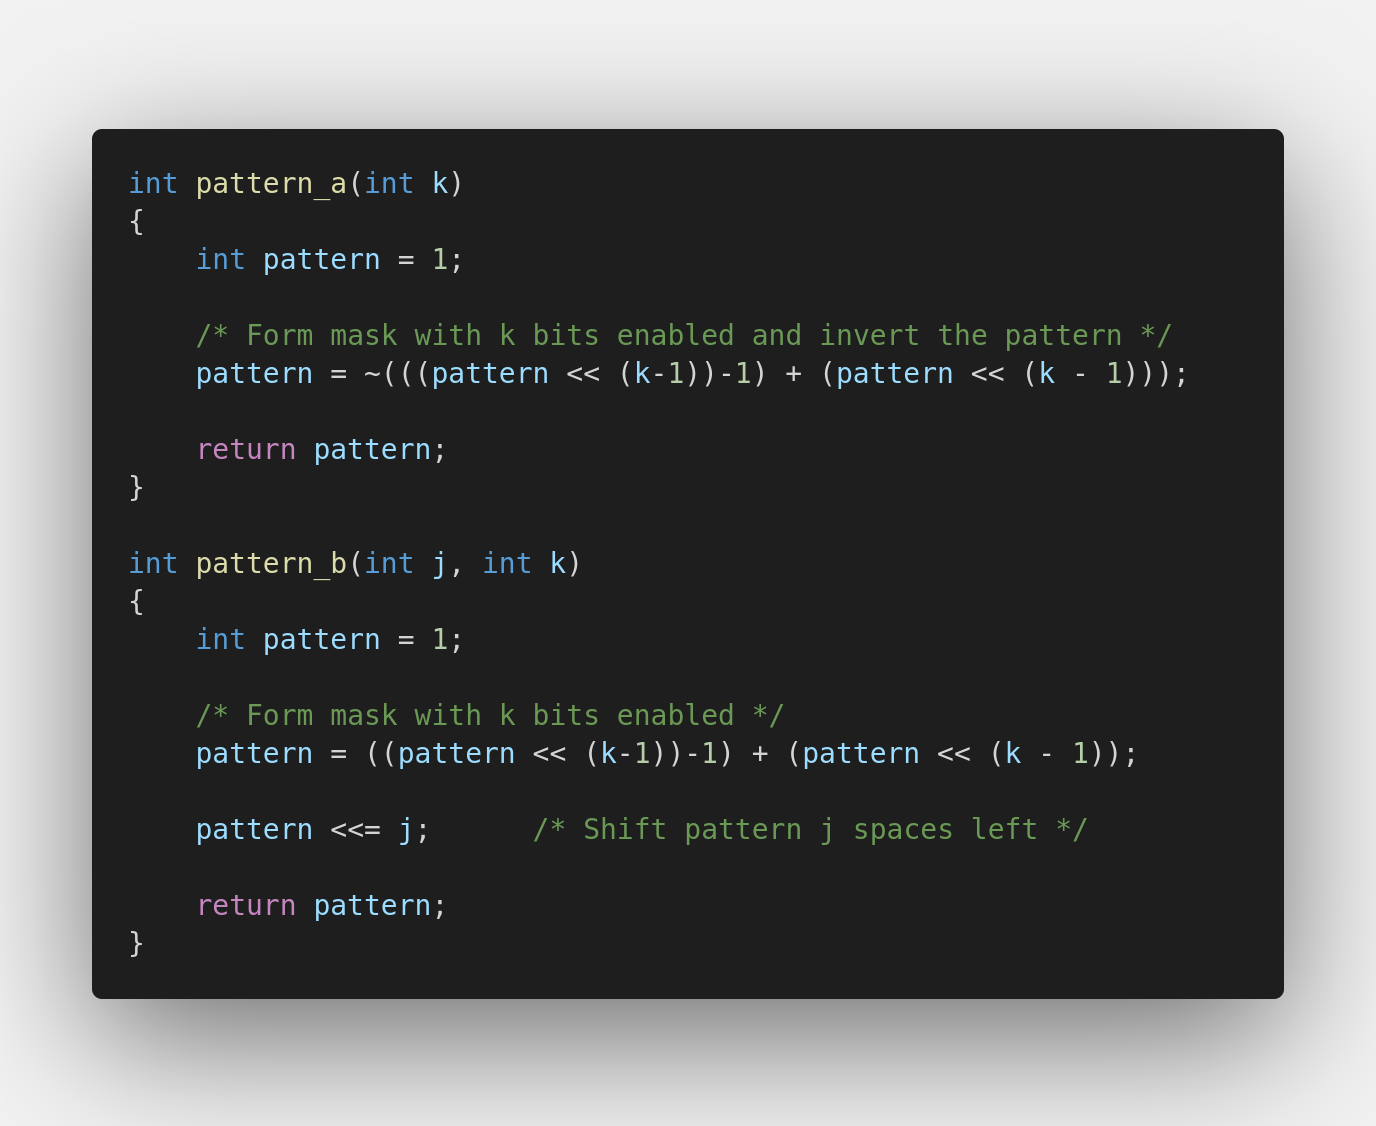 int pattern_a(int k)
{
    int pattern = 1;

    /* Form mask with k bits enabled and invert the pattern */
    pattern = ~(((pattern << (k-1))-1) + (pattern << (k - 1)));

    return pattern;
}

int pattern_b(int j, int k)
{
    int pattern = 1;

    /* Form mask with k bits enabled */
    pattern = ((pattern << (k-1))-1) + (pattern << (k - 1));

    pattern <<= j;      /* Shift pattern j spaces left */

    return pattern;
}